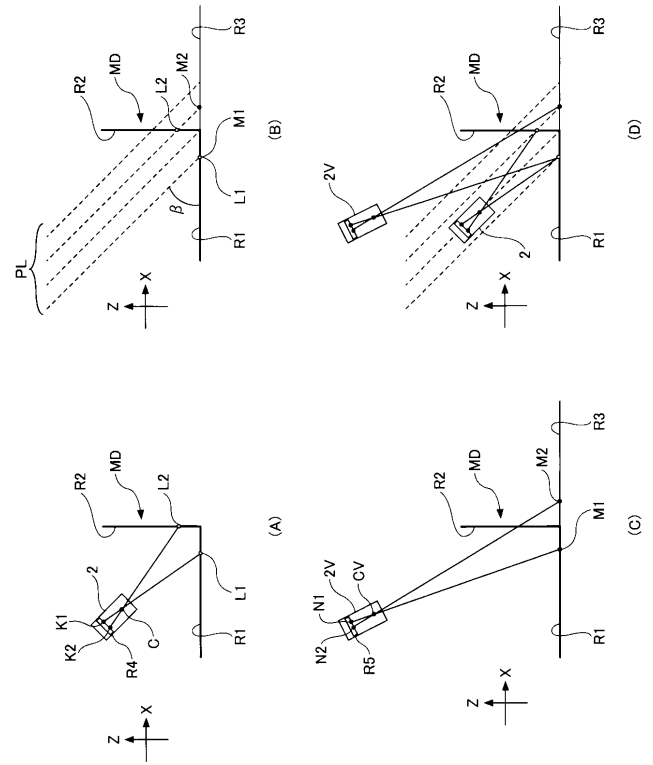 K1
K2
2
R4
C
MD
R2
L2
L1
R1
Z
X
(A)
PL
β
R2
MD
L2
M2
R3
M1
L1
R1
Z
X
(B)
N1
N2
2V
R5
CV
R2
MD
M2
R3
M1
R1
Z
X
(C)
2V
2
R2
MD
R3
R1
Z
X
(D)